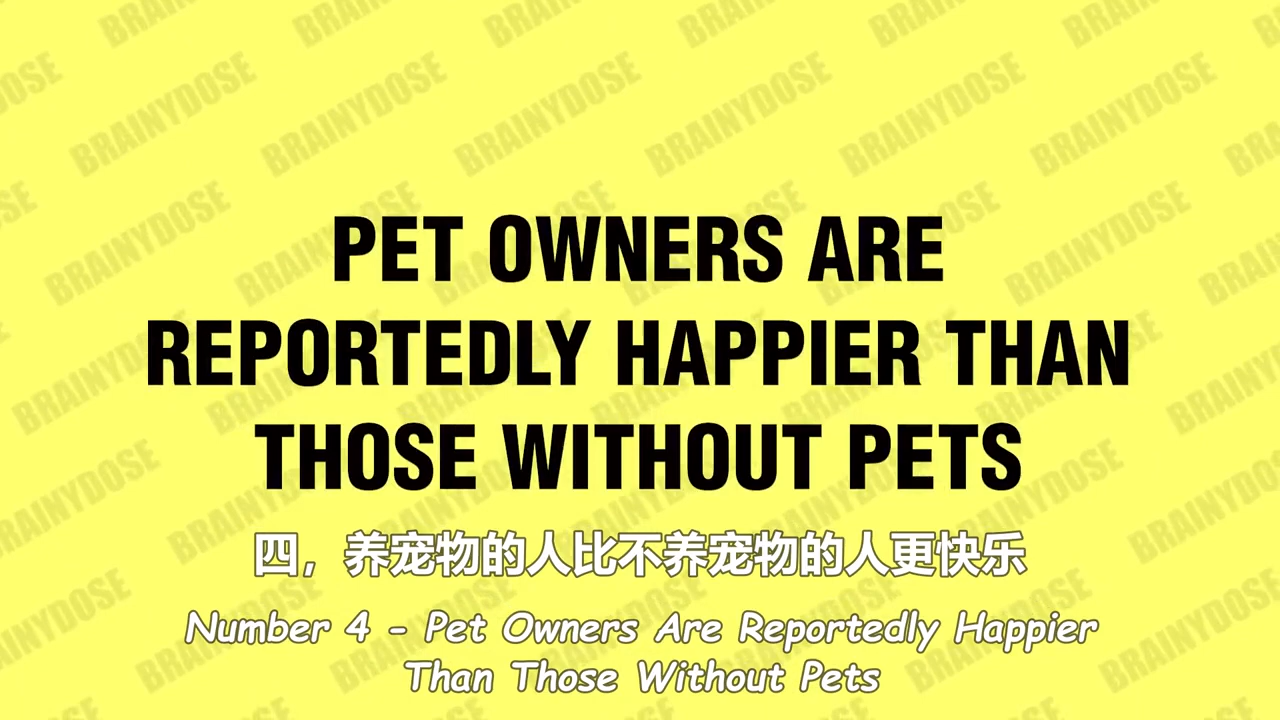 PET OWNERS ARE
REPORTEDLY HAPPIER THAN
THOSE WITHOUT PETS
四，养宠物的人比不养宠物的人更快乐
Number 4 - Pet Owners Are Reportedly Happier
Than Those Without Pets
BRAINYDOSE